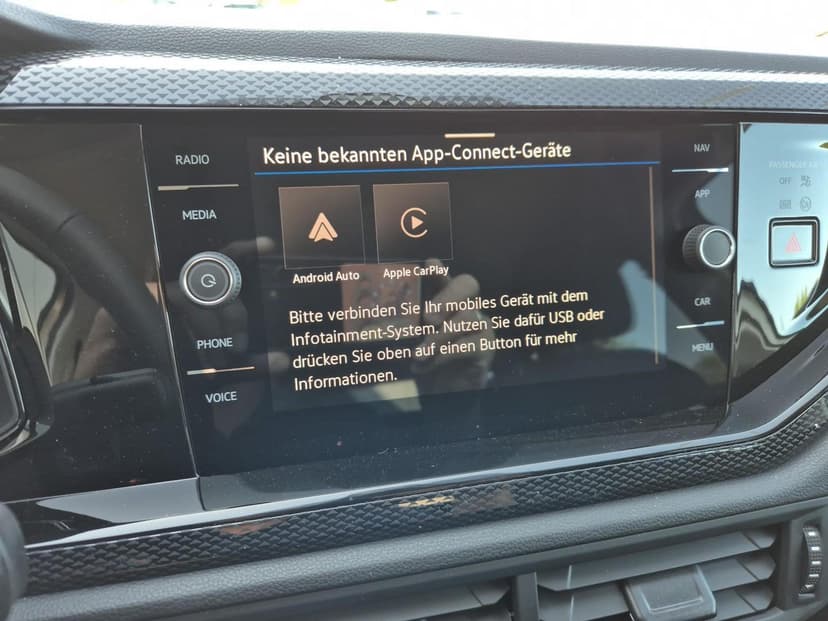 RADIO
MEDIA
PHONE
VOICE
Keine bekannten App-Connect-Geräte
Android Auto
Apple CarPlay
Bitte verbinden Sie Ihr mobiles Gerät mit dem
Infotainment-System. Nutzen Sie dafür USB oder
drücken Sie oben auf einen Button für mehr
Informationen.
NAV
APP
CAR
MENU
PASSENGER AIR
OFF